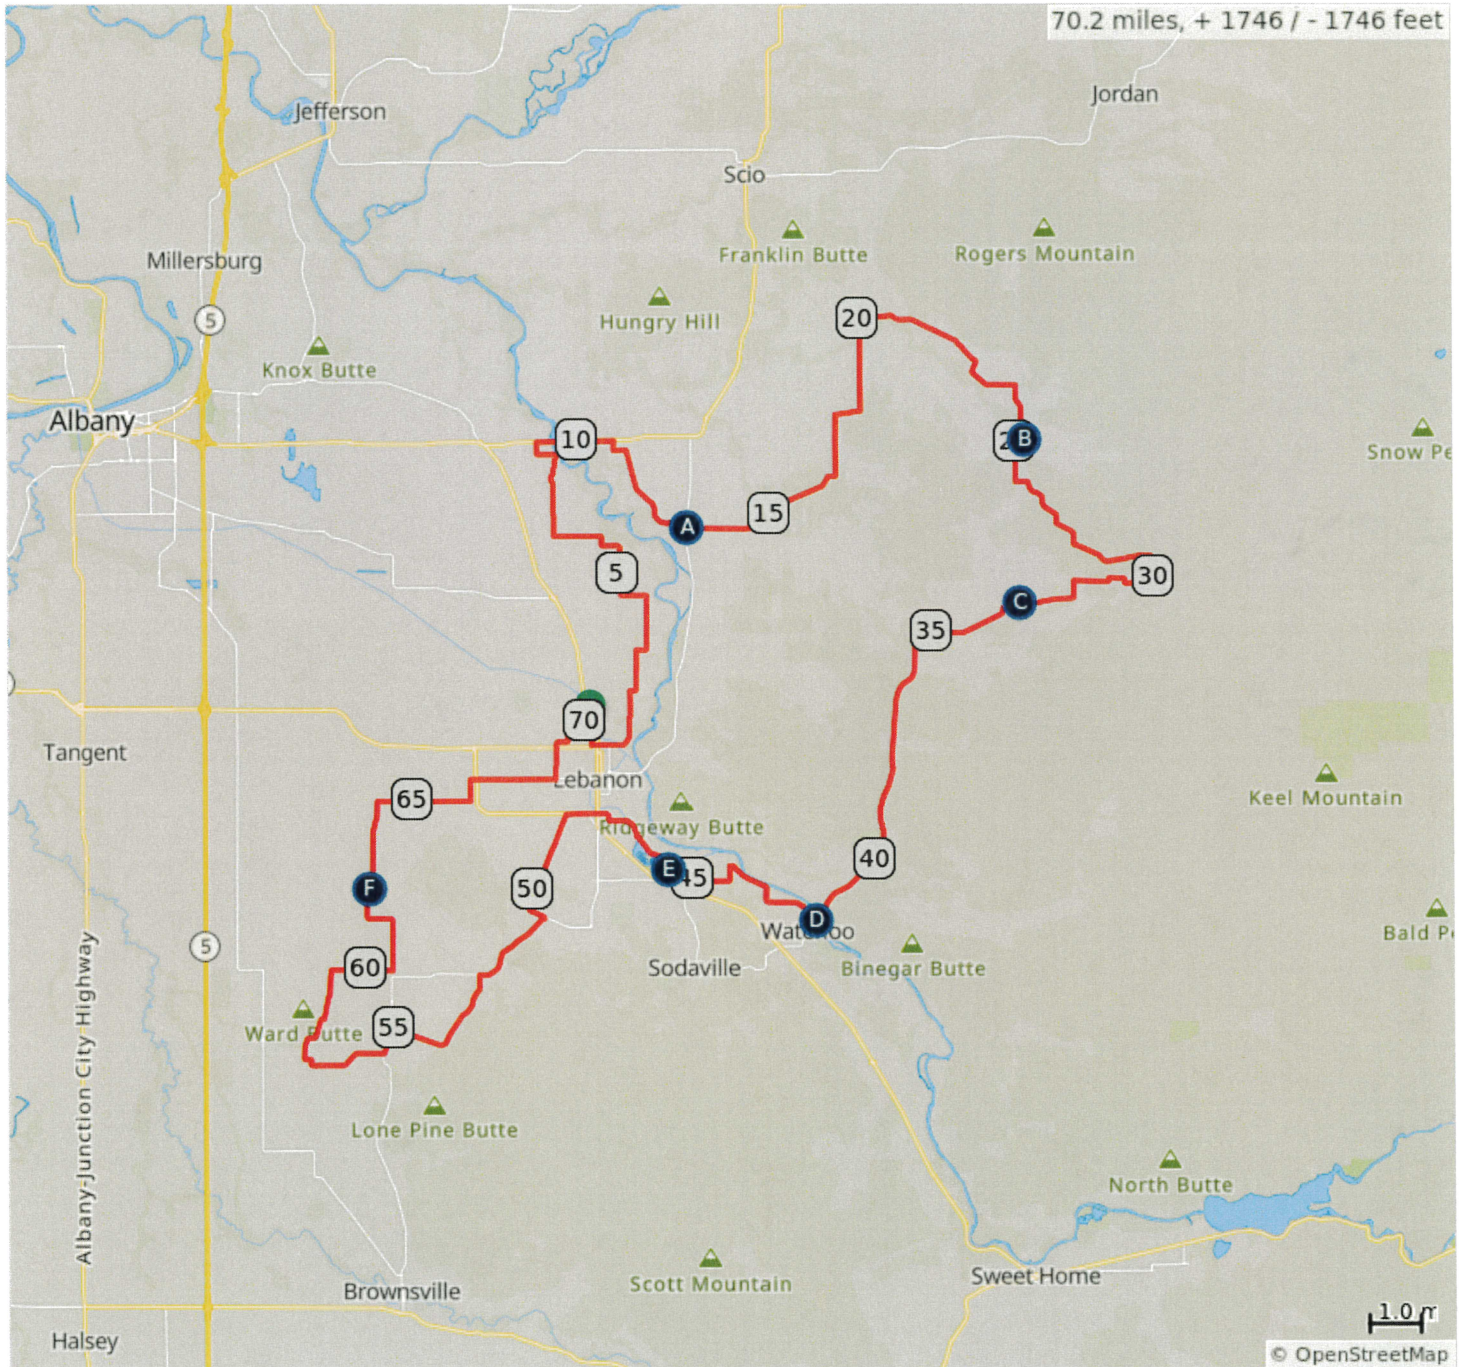 70.2 miles, + 1746 / - 1746 feet
Jordan
Jefferson
Scio
Franklin Butte
Rogers Mountain
Millersburg
Hungry Hill
20
5
Knox Butte
Albany
10
B
Snow Pe
A
15
5
30
C
35
70
Tangent
Lebanon
65
Keel Mountain
Ridgeway Butte
40
E
45
F
50
D
Waterloo
Bald Pe
5
60
Sodaville
Binegar Butte
Ward Butte
55
Albany-Junction City Highway
Lone Pine Butte
North Butte
Scott Mountain
Sweet Home
Brownsville
1.0 m
Halsey
© OpenStreetMap